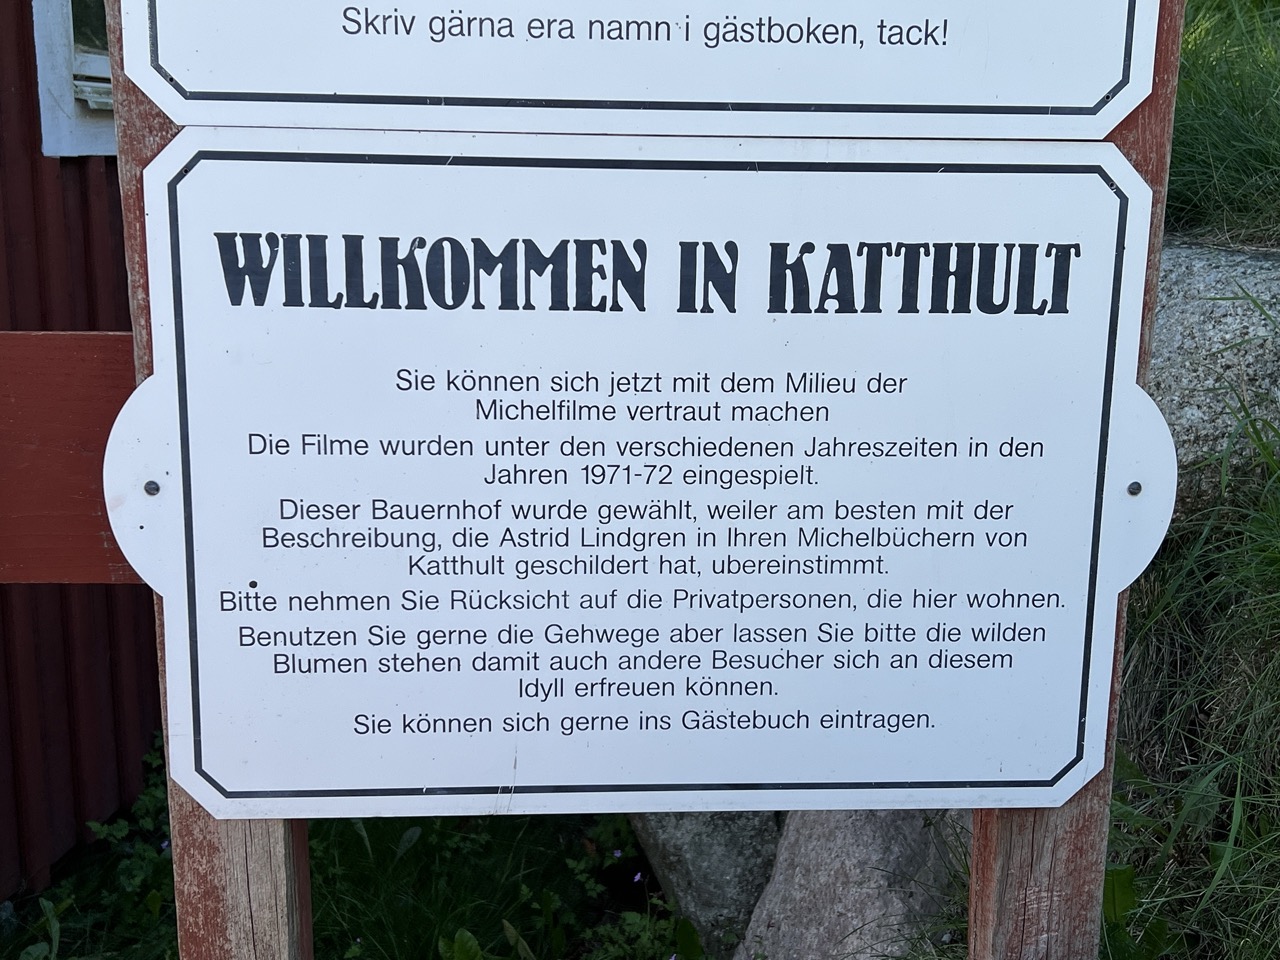 Skriv gärna era namn i gästboken, tack!
WILLKOMMEN IN KATTHULT
Sie können sich jetzt mit dem Milieu der
Michelfilme vertraut machen
Die Filme wurden unter den verschiedenen Jahreszeiten in den
Jahren 1971-72 eingespielt.
Dieser Bauernhof wurde gewählt, weiler am besten mit der
Beschreibung, die Astrid Lindgren in Ihren Michelbüchern von
Katthult geschildert hat, ubereinstimmt.
Bitte nehmen Sie Rücksicht auf die Privatpersonen, die hier wohnen.
Benutzen Sie gerne die Gehwege aber lassen Sie bitte die wilden
Blumen stehen damit auch andere Besucher sich an diesem
Idyll erfreuen können.
Sie können sich gerne ins Gästebuch eintragen.